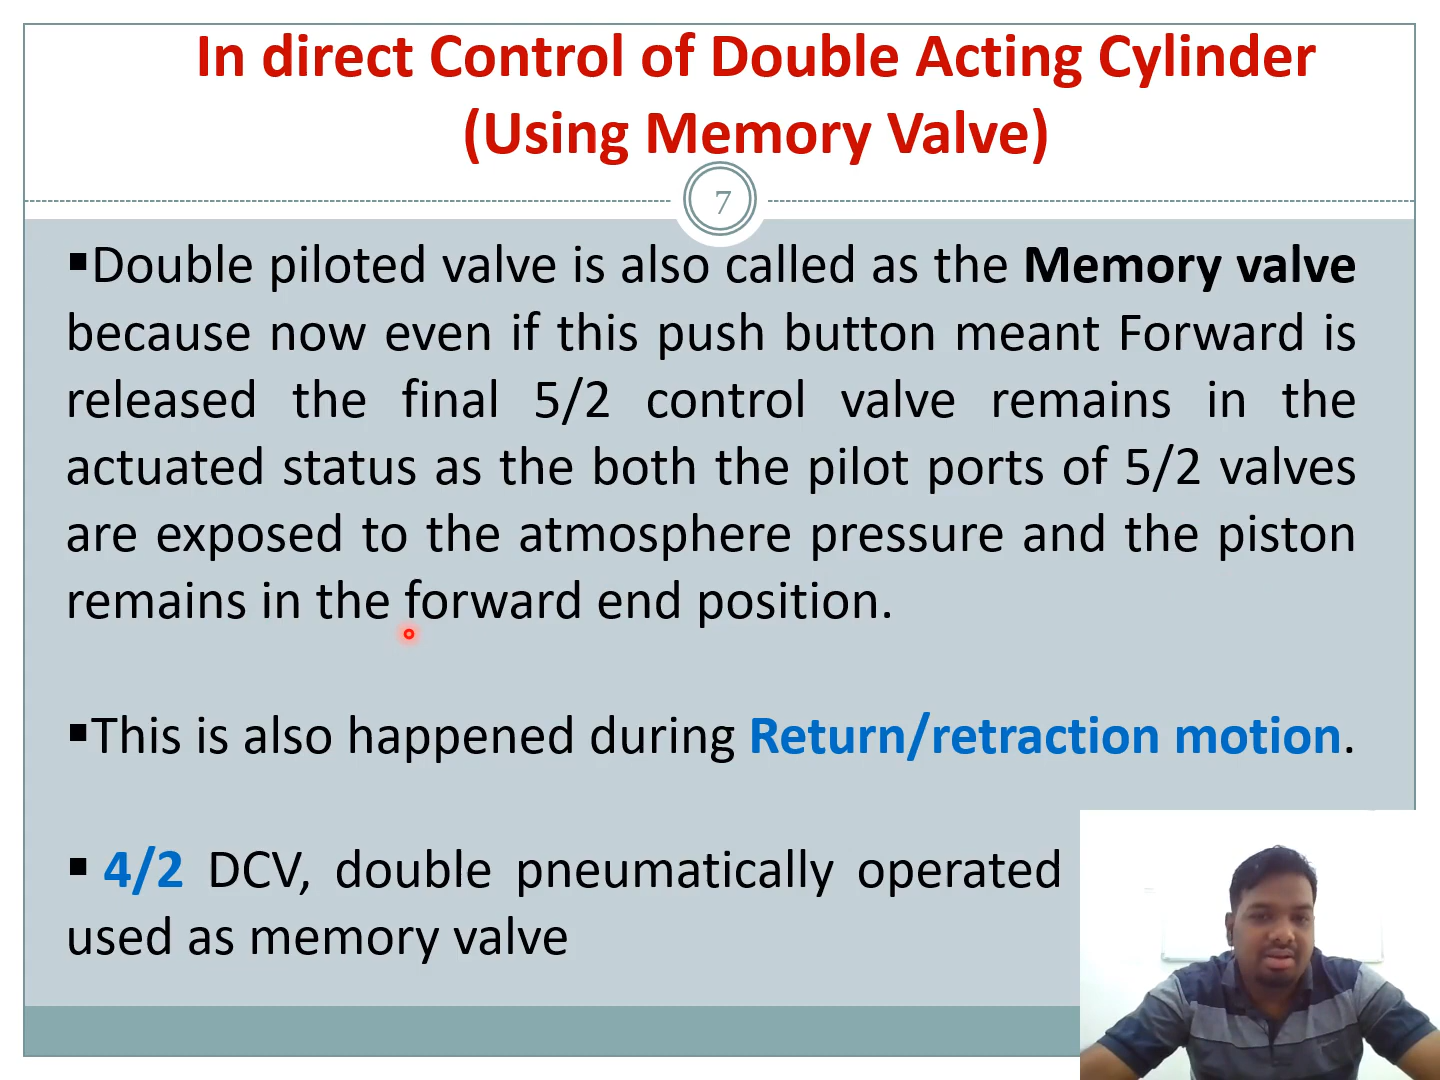 In direct Control of Double Acting Cylinder
(Using Memory Valve)
7
▪Double piloted valve is also called as the Memory valve
because now even if this push button meant Forward is
released the final 5/2 control valve remains in the
actuated status as the both the pilot ports of 5/2 valves
are exposed to the atmosphere pressure and the piston
remains in the forward end position.
▪This is also happened during Return/retraction motion.
▪ 4/2 DCV, double pneumatically operated
used as memory valve